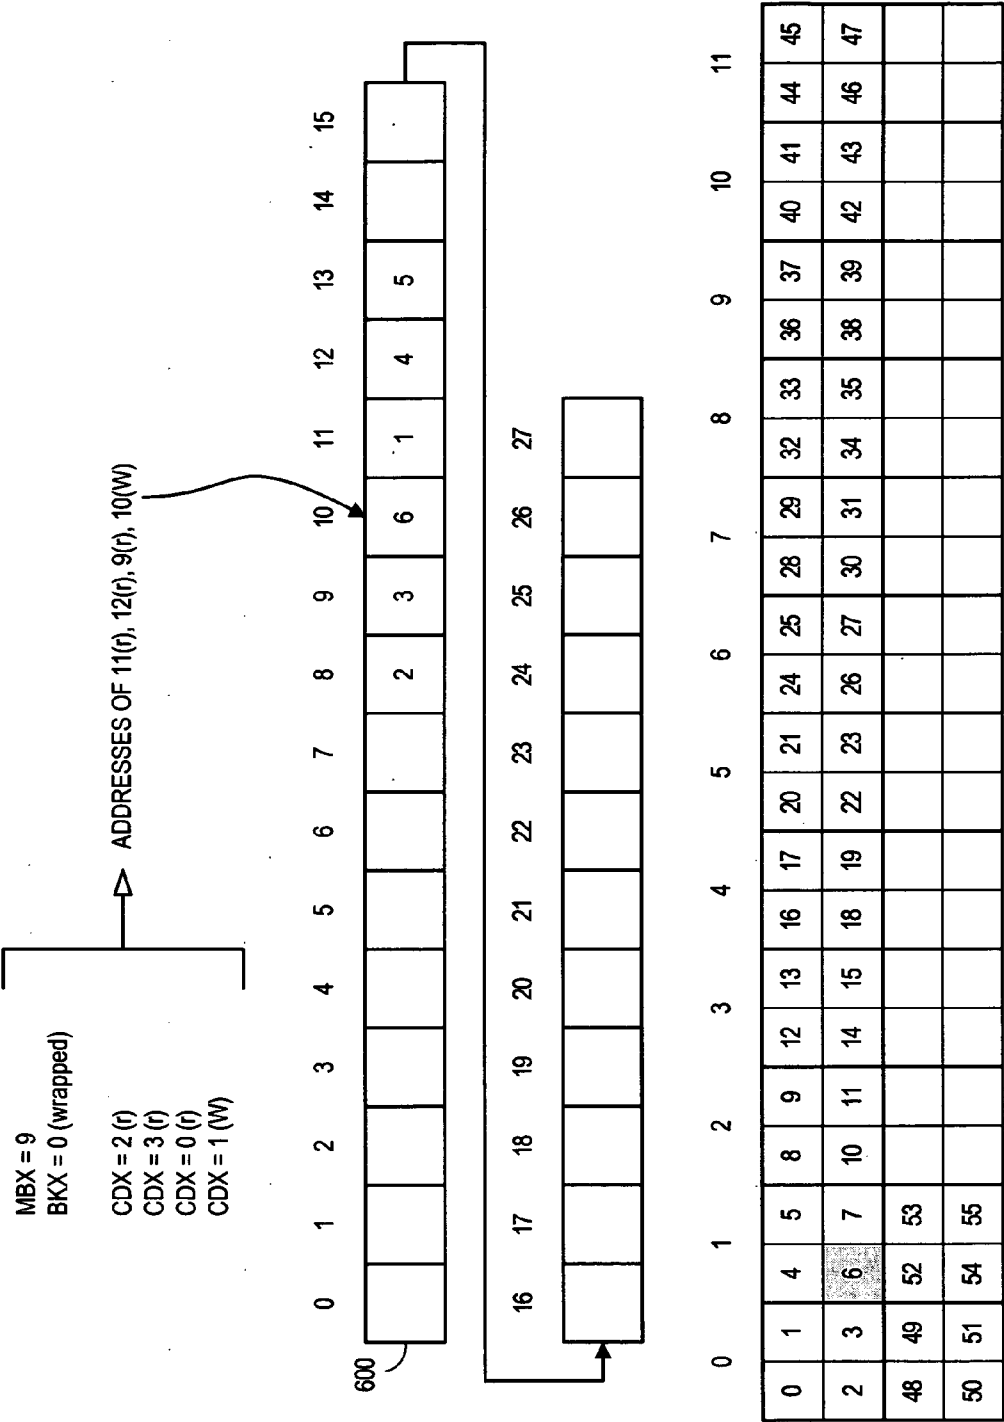 MBX = 9
BKX = 0 (wrapped)
CDX = 2 (r)
CDX = 3 (r)
CDX = 0 (r)
CDX = 1 (W)
ADDRESSES OF 11(r), 12(r), 9(r), 10(W)
0 1 2 3 4 5 6 7 8 9 10 11 12 13 14 15
600
2 3 6 1 4 5
16 17 18 19 20 21 22 23 24 25 26 27
0 1 2 3 4 5 6 7 8 9 10 11
0 1 4 5 8 9 12 13 16 17 20 21 24 25 28 29 32 33 36 37 40 41 44 45
2 3 6 7 10 11 14 15 18 19 22 23 26 27 30 31 34 35 38 39 42 43 46 47
48 49 52 53
50 51 54 55